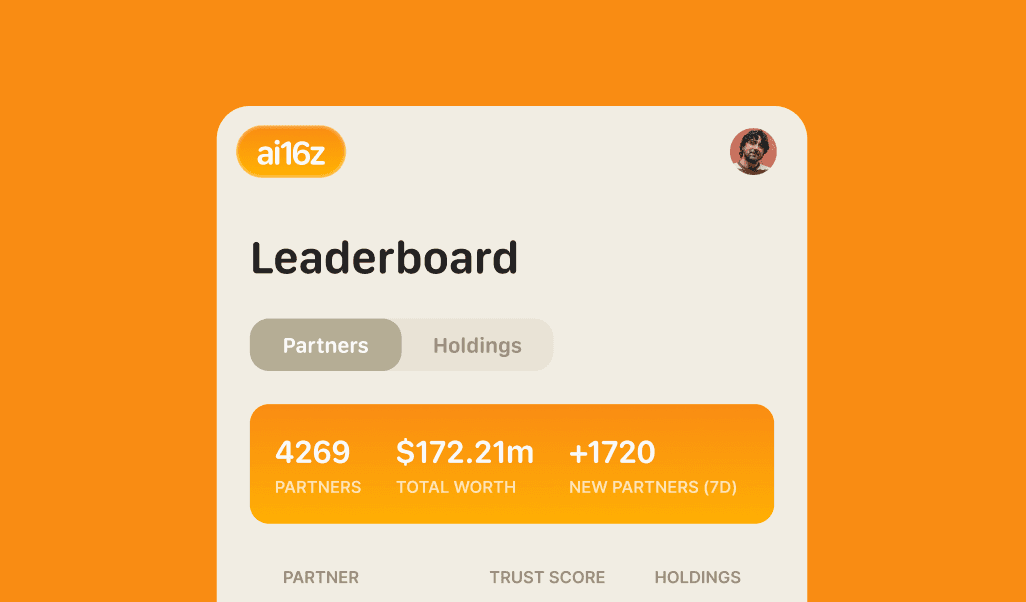 ai16z
Leaderboard
Partners Holdings
4269 $172.21m +1720
PARTNERS TOTAL WORTH NEW PARTNERS (7D)
PARTNER TRUST SCORE HOLDINGS